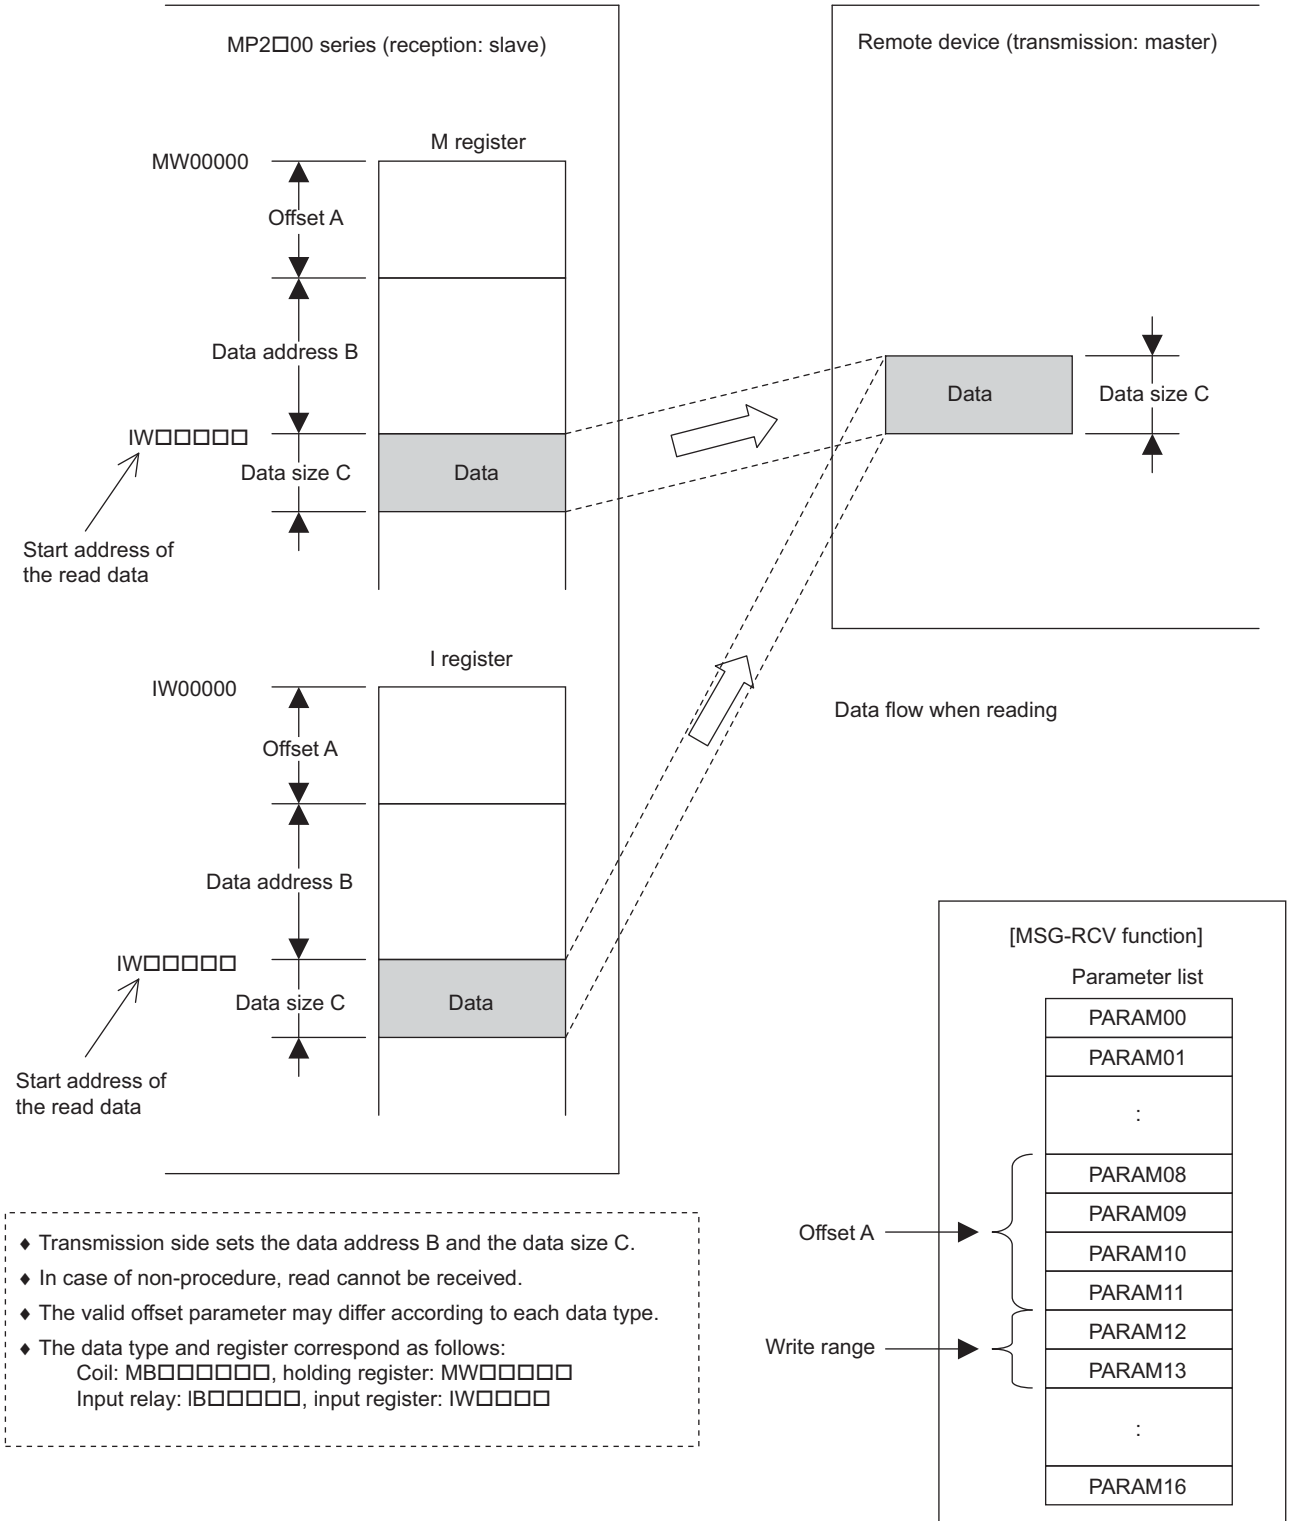 MP2□00 series (reception: slave)
Remote device (transmission: master)
M register
MW00000
Offset A
Data address B
IW□□□□□
Data size C
Data
Start address of
the read data
Data
Data size C
I register
IW00000
Offset A
Data address B
IW□□□□□
Data size C
Data
Start address of
the read data
Data flow when reading
[MSG-RCV function]
Parameter list
PARAM00
PARAM01
:
PARAM08
PARAM09
PARAM10
PARAM11
PARAM12
PARAM13
:
PARAM16
Offset A
Write range
♦ Transmission side sets the data address B and the data size C.
♦ In case of non-procedure, read cannot be received.
♦ The valid offset parameter may differ according to each data type.
♦ The data type and register correspond as follows:
Coil: MB□□□□□□, holding register: MW□□□□□
Input relay: IB□□□□□, input register: IW□□□□